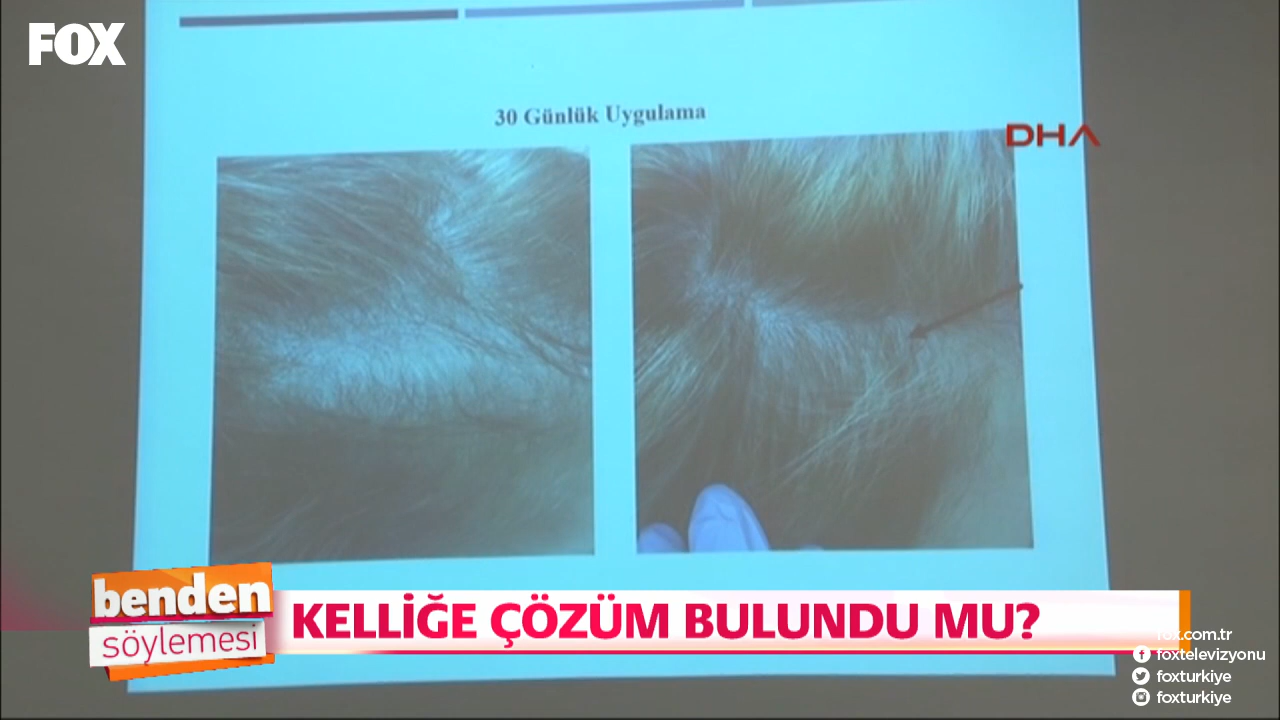 FOX
30 Günlük Uygulama
DHA
benden
söylemesi
KELLİĞE ÇÖZÜM BULUNDU MU?
fox.com.tr
foxtelevizyonu
foxturkiye
foxturkiye